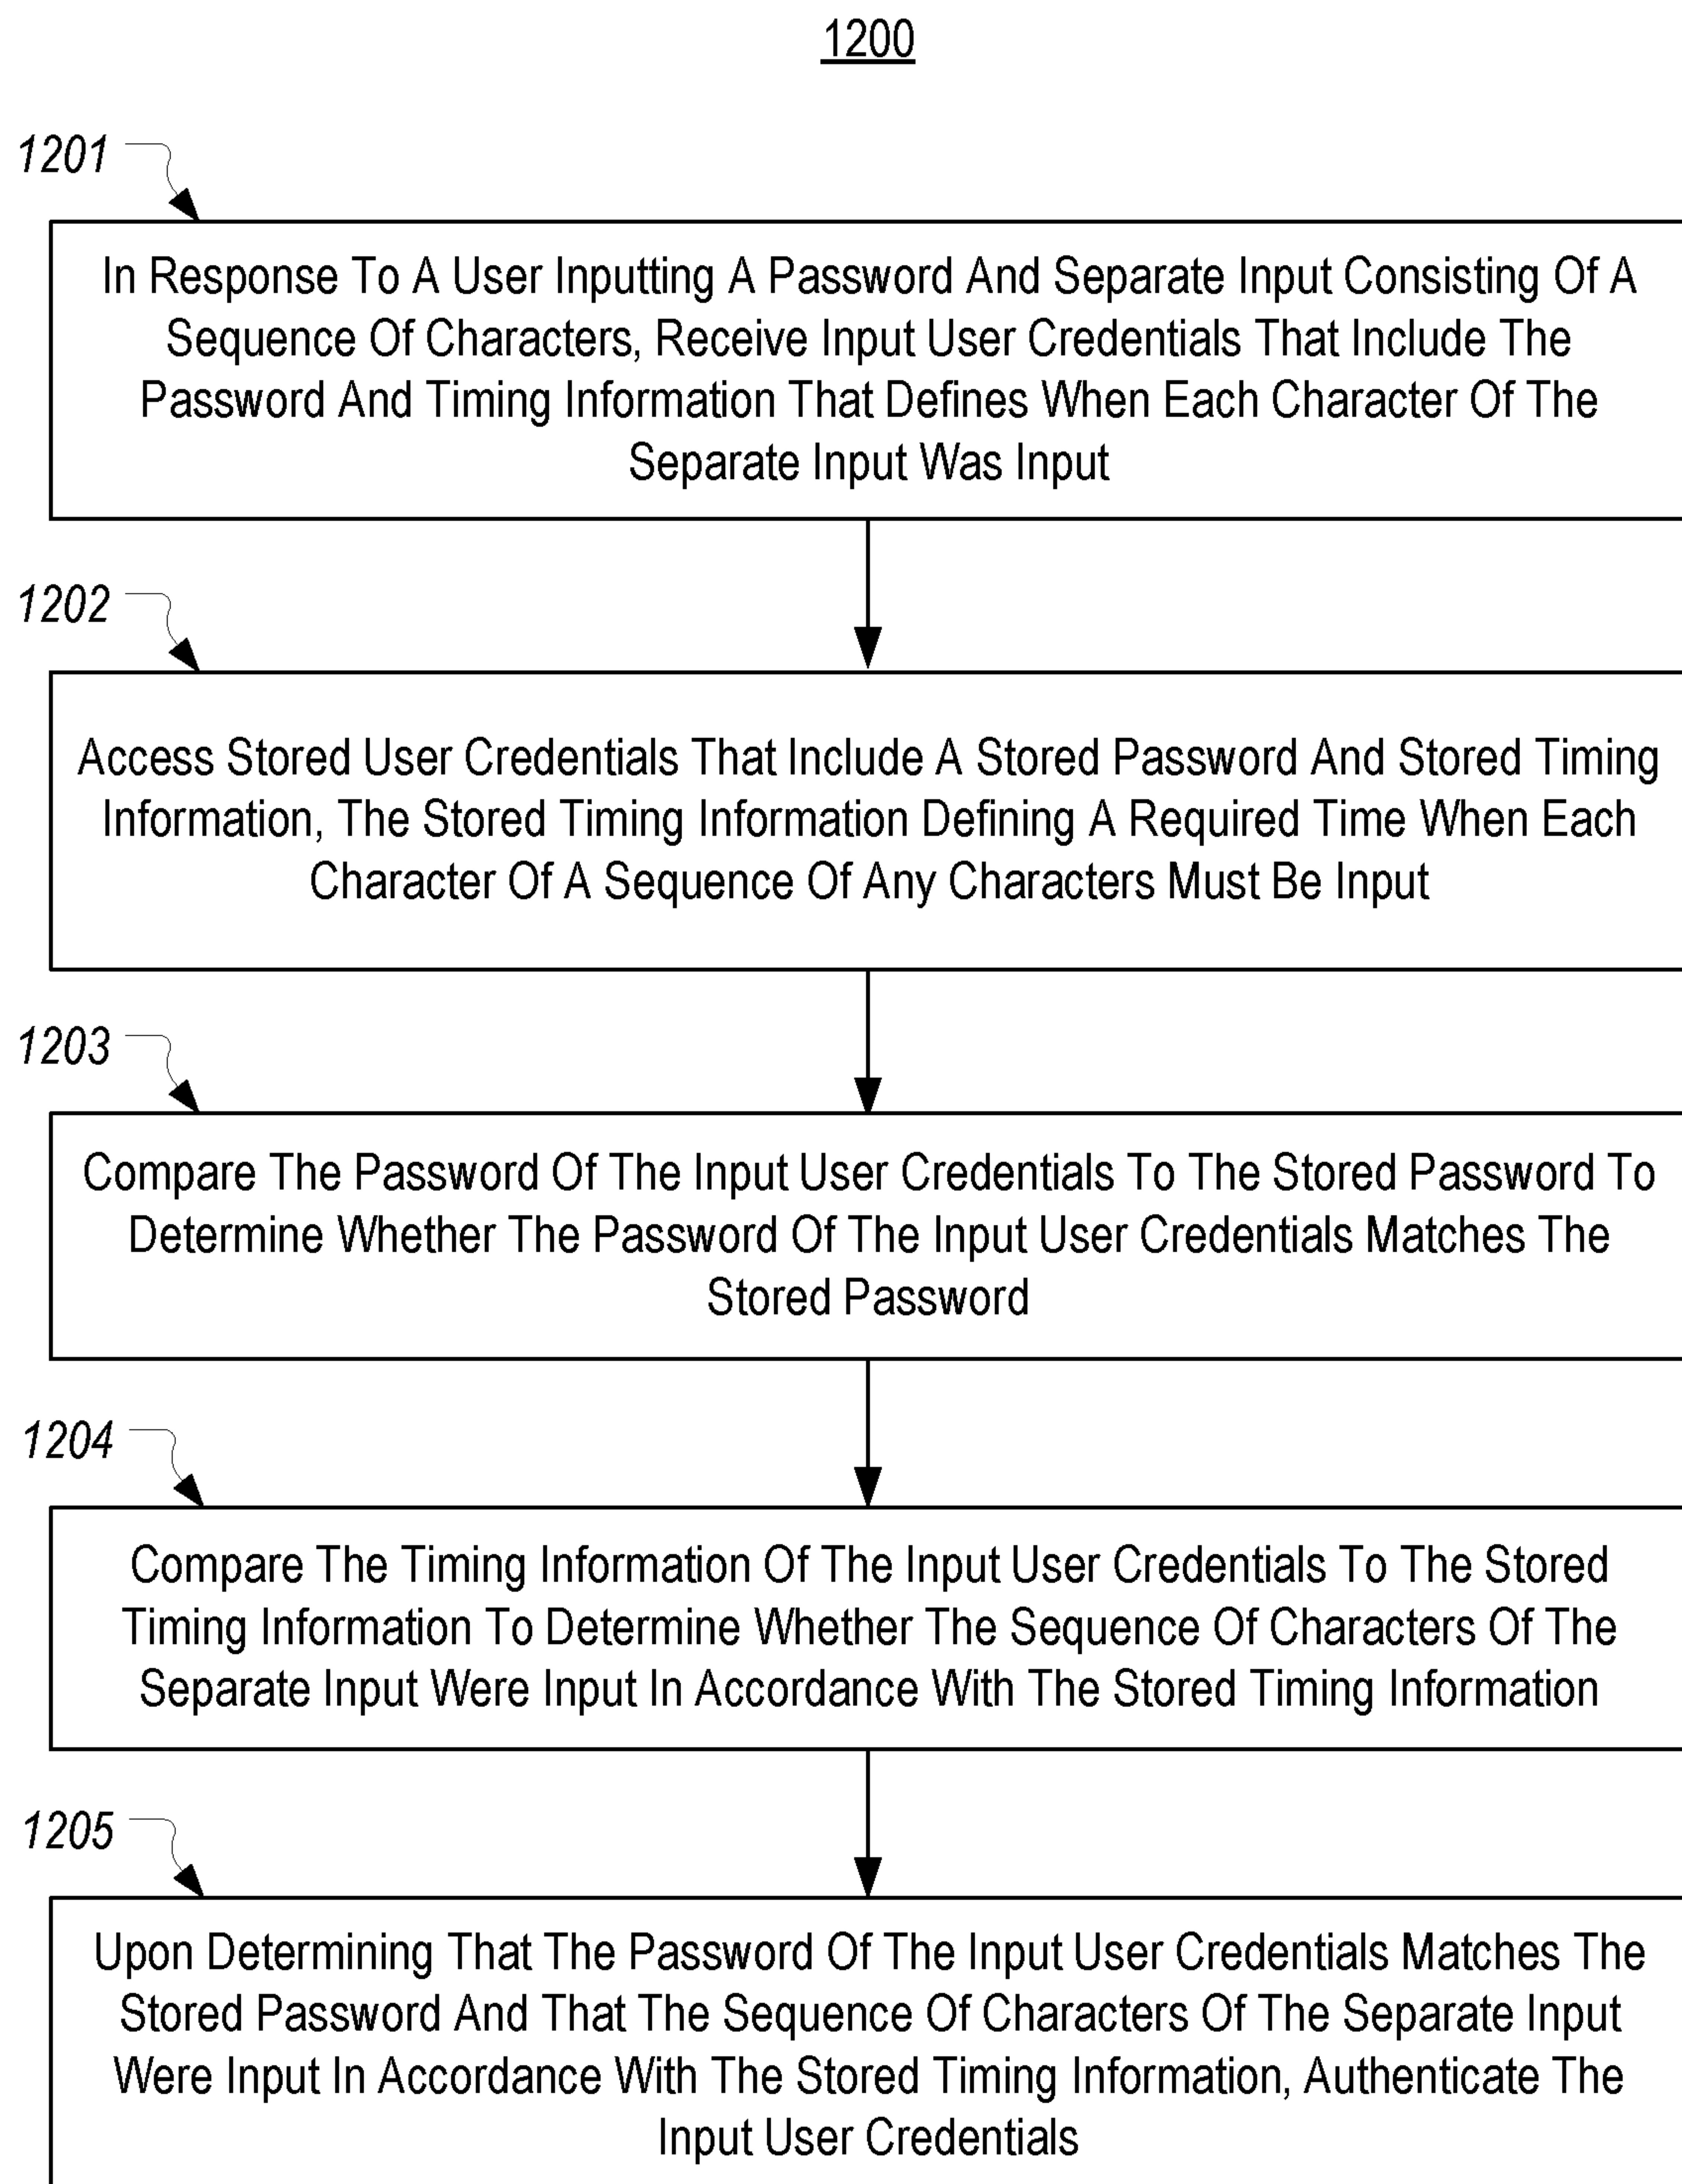 1200
1201
In Response To A User Inputting A Password And Separate Input Consisting Of A
Sequence Of Characters, Receive Input User Credentials That Include The
Password And Timing Information That Defines When Each Character Of The
Separate Input Was Input
1202
Access Stored User Credentials That Include A Stored Password And Stored Timing
Information, The Stored Timing Information Defining A Required Time When Each
Character Of A Sequence Of Any Characters Must Be Input
1203
Compare The Password Of The Input User Credentials To The Stored Password To
Determine Whether The Password Of The Input User Credentials Matches The
Stored Password
1204
Compare The Timing Information Of The Input User Credentials To The Stored
Timing Information To Determine Whether The Sequence Of Characters Of The
Separate Input Were Input In Accordance With The Stored Timing Information
1205
Upon Determining That The Password Of The Input User Credentials Matches The
Stored Password And That The Sequence Of Characters Of The Separate Input
Were Input In Accordance With The Stored Timing Information, Authenticate The
Input User Credentials